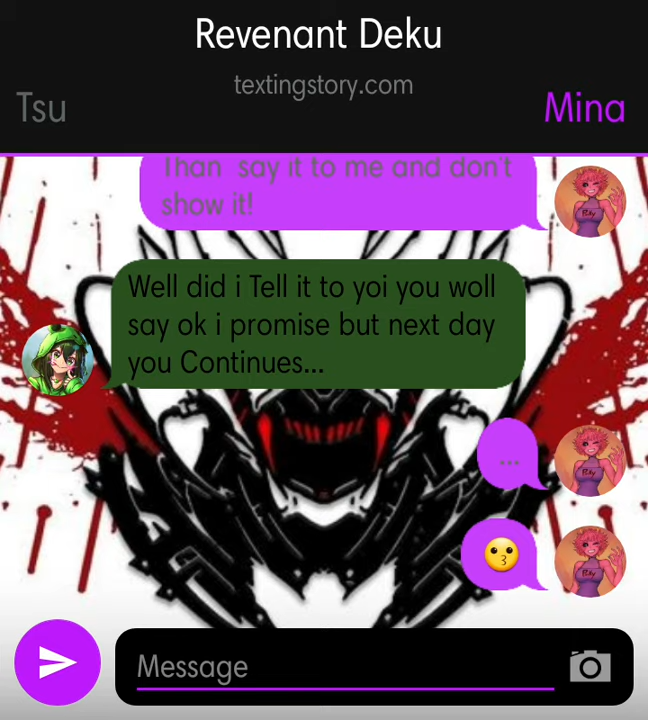 Revenant Deku
textingstory.com
Tsu
Mina
Than say it to me and don't
show it!
Well did i Tell it to yoi you woll
say ok i promise but next day
you Continues...
...
😗
Message